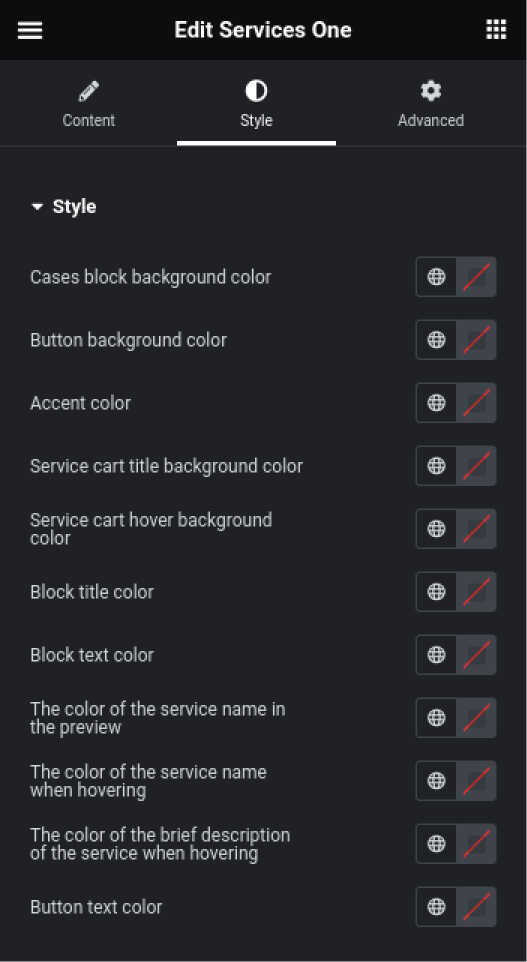 Edit Services One
Content
Style
Advanced
Style
Cases block background color
Button background color
Accent color
Service cart title background color
Service cart hover background
color
Block title color
Block text color
The color of the service name in
the preview
The color of the service name
when hovering
The color of the brief description
of the service when hovering
Button text color